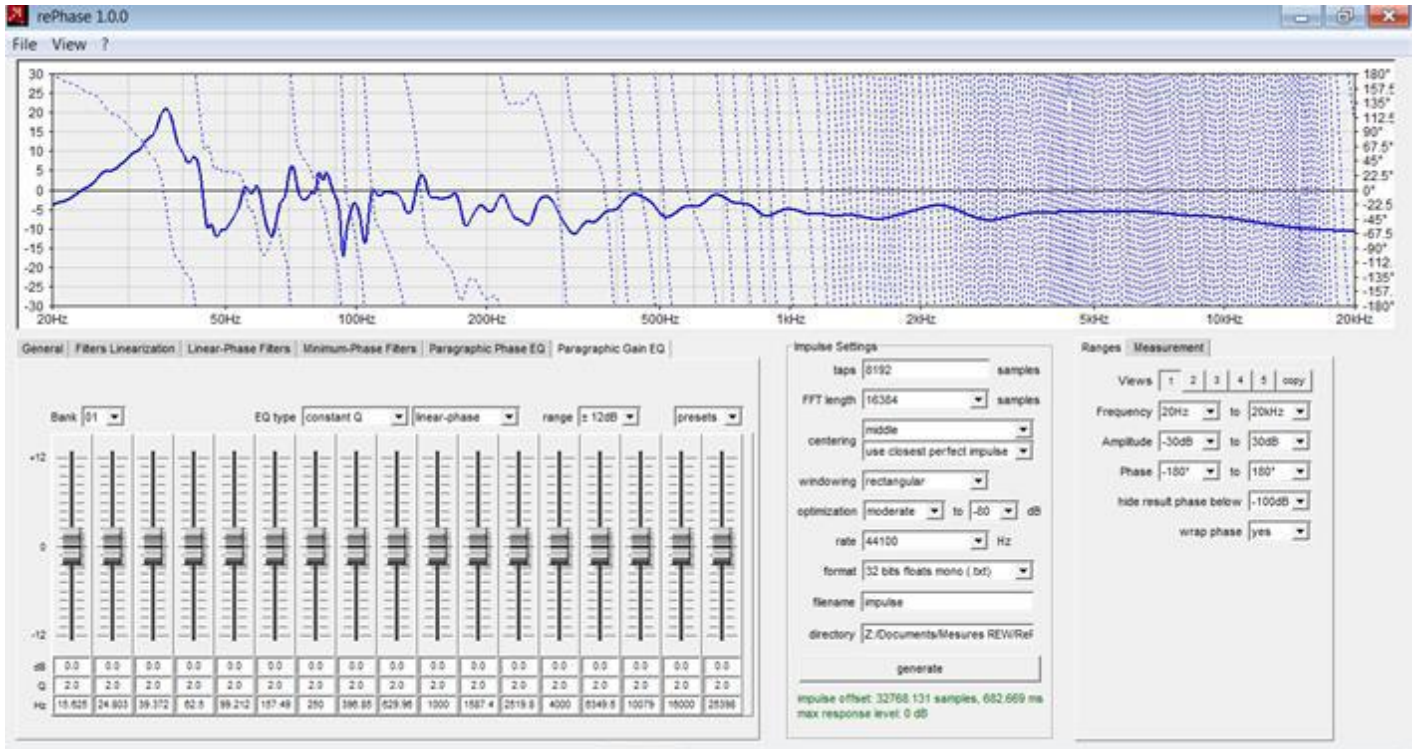 rePhase 1.0.0
File View ?
30 180°
25 157.5
20 135°
15 112.5
10 90°
5 67.5°
0 45°
-5 22.5°
-10 0°
-15 -22.5
-20 -45°
-25 -67.5
-30 -90°
-112.
-135°
-157.
-180°
20Hz 50Hz 100Hz 200Hz 500Hz 1kHz 2kHz 5kHz 10kHz 20kHz
General Filters Linearization Linear-Phase Filters Minimum-Phase Filters Paragraphic Phase EQ Paragraphic Gain EQ
Bank 01 EQ type constant Q linear-phase range ± 12dB presets
+12
0
-12
dB 0.0 0.0 0.0 0.0 0.0 0.0 0.0 0.0 0.0 0.0 0.0 0.0 0.0 0.0 0.0 0.0 0.0
Q 2.0 2.0 2.0 2.0 2.0 2.0 2.0 2.0 2.0 2.0 2.0 2.0 2.0 2.0 2.0 2.0 2.0
Hz 15.625 24.803 39.372 62.5 99.212 157.49 250 396.85 629.96 1000 1587.4 2519.8 4000 6349.6 10079 16000 25398
Impulse Settings
taps 8192 samples
FFT length 16384 samples
centering middle
use closest perfect impulse
windowing rectangular
optimization moderate to -80 dB
rate 44100 Hz
format 32 bits floats mono (.txt)
filename impulse
directory Z:/Documents/Mesures REW/ReF
generate
impulse offset: 32768.131 samples, 682.669 ms
max response level: 0 dB
Ranges Measurement
Views 1 2 3 4 5 copy
Frequency 20Hz to 20kHz
Amplitude -30dB to 30dB
Phase -180° to 180°
hide result phase below -100dB
wrap phase yes